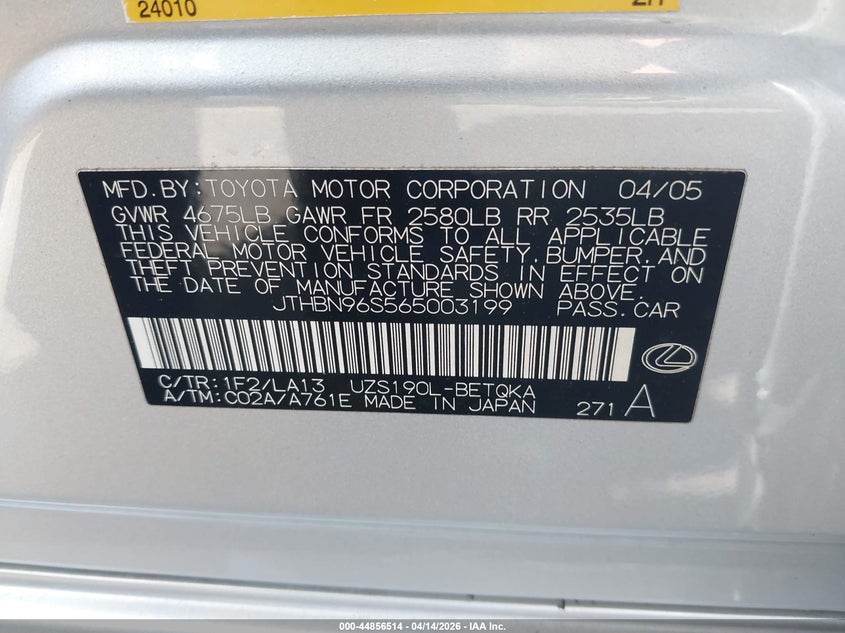 24010
MFD.BY:TOYOTA MOTOR CORPORATION 04/05
GVWR 4675LB GAWR FR 2580LB RR 2535LB
THIS VEHICLE CONFORMS TO ALL APPLICABLE
FEDERAL MOTOR VEHICLE SAFETY,BUMPER,AND
THEFT PREVENTION STANDARDS IN EFFECT ON
THE DATE OF MANUFACTURE SHOWN ABOVE.
JTHBN96S565003199 PASS.CAR
C/TR:1F2/LA13 UZS190L-BETQKA
A/TM:C02A/A761E MADE IN JAPAN 271 A
000-44856514 - 04/14/2026 - IAA Inc.